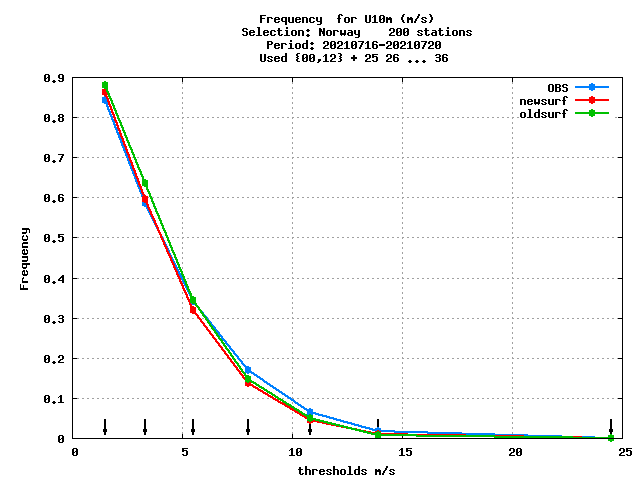 Frequency  for U10m (m/s)
Selection: Norway    200 stations
Period: 20210716-20210720
Used {00,12} + 25 26 ... 36
OBS
newsurf
oldsurf
Frequency
0.9
0.8
0.7
0.6
0.5
0.4
0.3
0.2
0.1
0
0 5 10 15 20 25
thresholds m/s